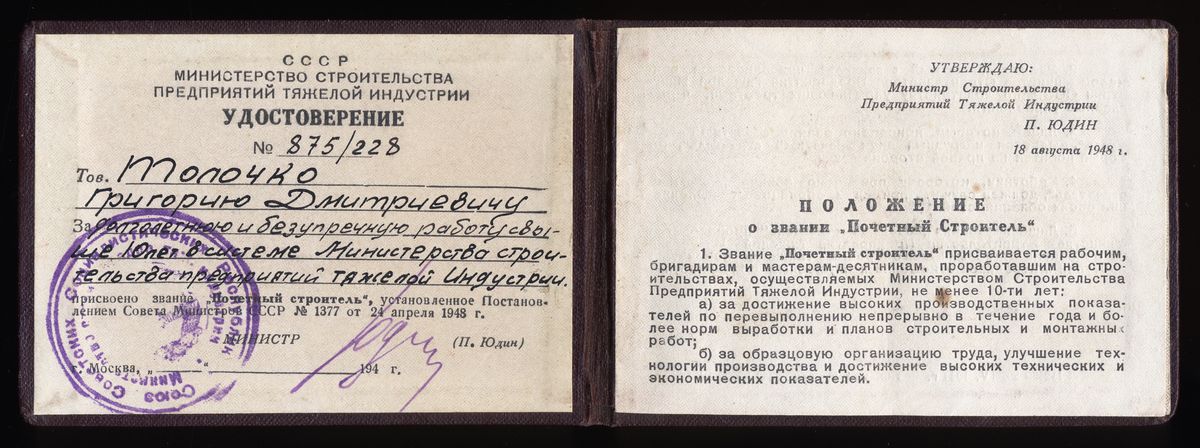 СССР
МИНИСТЕРСТВО СТРОИТЕЛЬСТВА
ПРЕДПРИЯТИЙ ТЯЖЕЛОЙ ИНДУСТРИИ
УДОСТОВЕРЕНИЕ
№ 875/228
Тов. Толочко
Григорию Дмитриевичу
За долголетнюю и безупречную работу свы-
ше 10 лет в системе Министерства строи-
тельства предприятий тяжелой Индустрии.
присвоено звание „Почетный строитель“, установленное Постанов-
лением Совета Министров СССР № 1377 от 24 апреля 1948 г.
МИНИСТР (П. Юдин)
г. Москва, „ “ 194 г.
УТВЕРЖДАЮ:
Министр Строительства
Предприятий Тяжелой Индустрии
П. ЮДИН
18 августа 1948 г.
ПОЛОЖЕНИЕ
о звании „Почетный Строитель“
1. Звание „Почетный строитель“ присваивается рабочим,
бригадирам и мастерам-десятникам, проработавшим на стро-
ительствах, осуществляемых Министерством Строительства
Предприятий Тяжелой Индустрии, не менее 10-ти лет:
а) за достижение высоких производственных показа-
телей по перевыполнению непрерывно в течение года и бо-
лее норм выработки и планов строительных и монтажных
работ;
б) за образцовую организацию труда, улучшение тех-
нологии производства и достижение высоких технических и
экономических показателей.